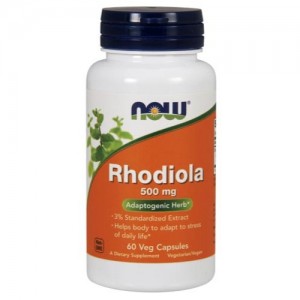 NOW
Rhodiola
500 mg
Adaptogenic Herb*
• 3% Standardized Extract
• Helps body to adapt to stress
of daily life*
60 Veg Capsules
A Dietary Supplement Vegetarian/Vegan